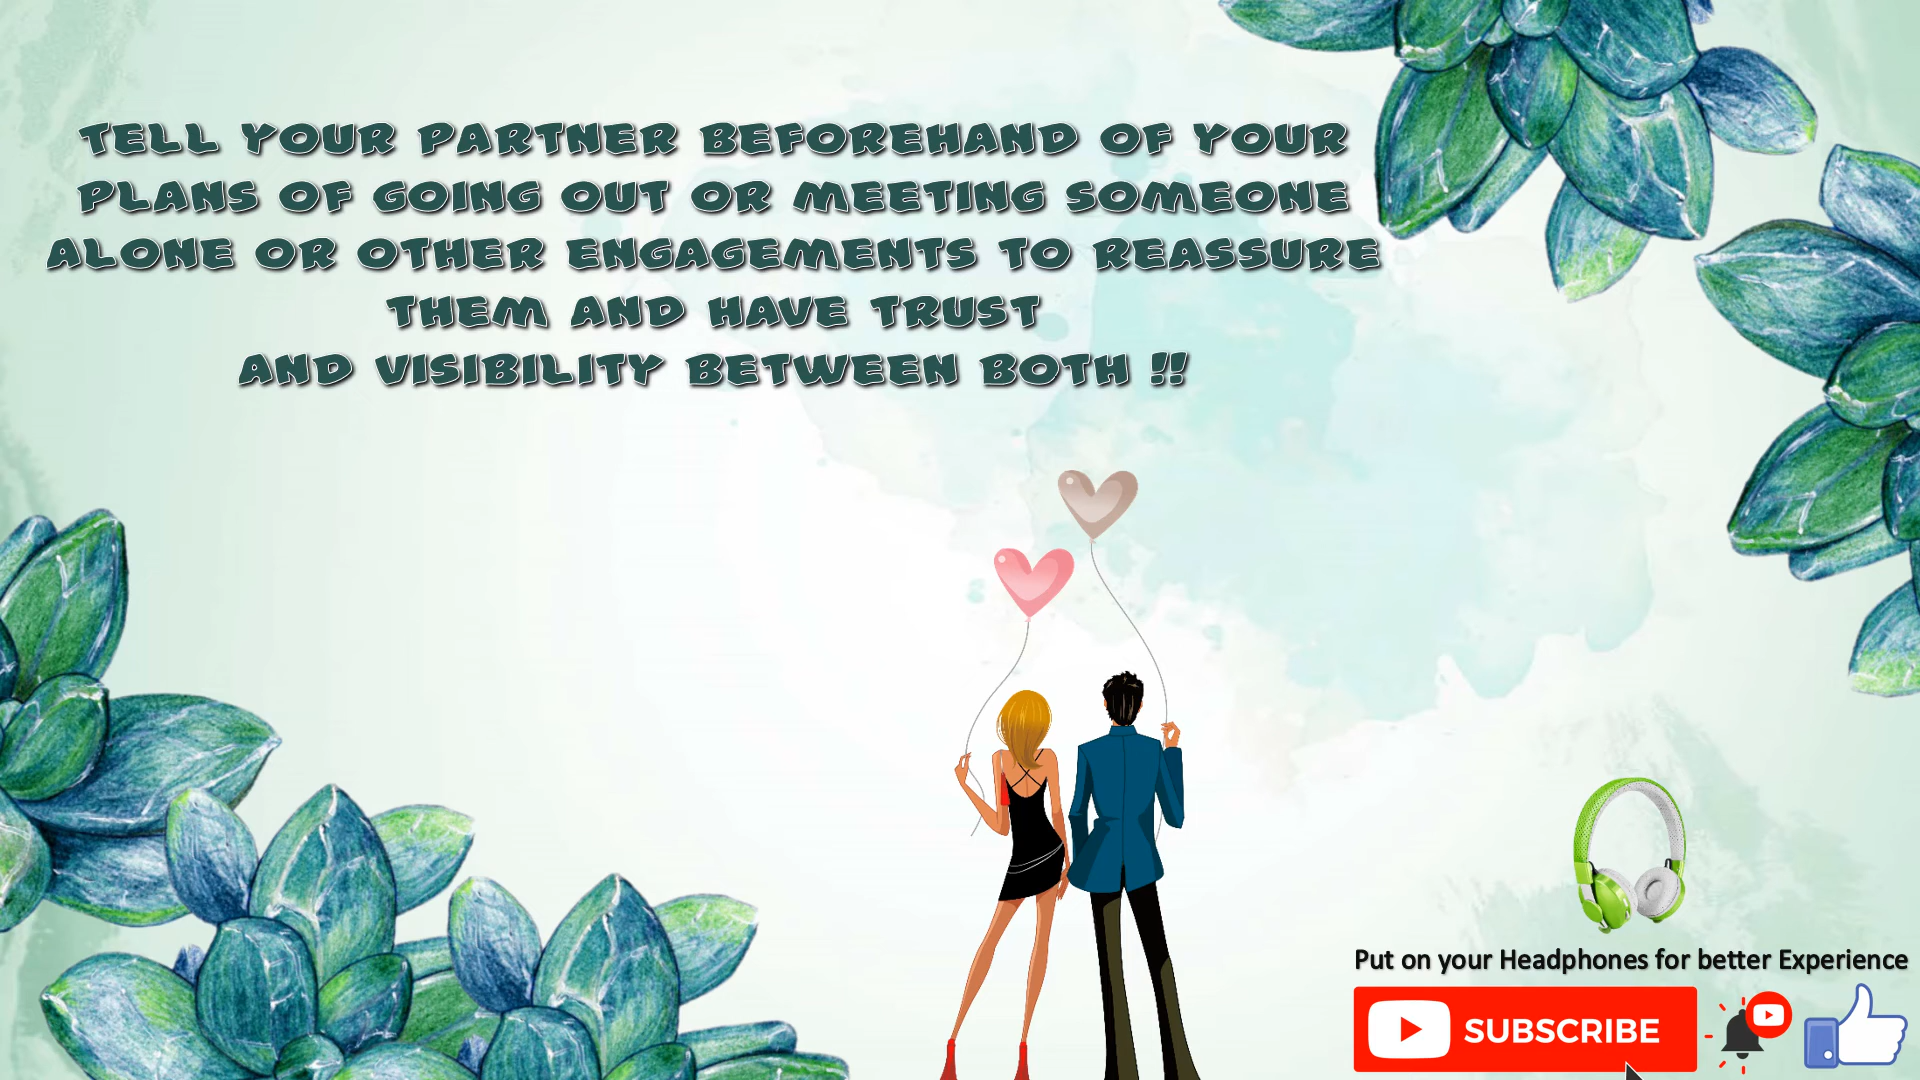 TELL YOUR PARTNER BEFOREHAND OF YOUR
PLANS OF GOING OUT OR MEETING SOMEONE
ALONE OR OTHER ENGAGEMENTS TO REASSURE
THEM AND HAVE TRUST
AND VISIBILITY BETWEEN BOTH !!
Put on your Headphones for better Experience
SUBSCRIBE